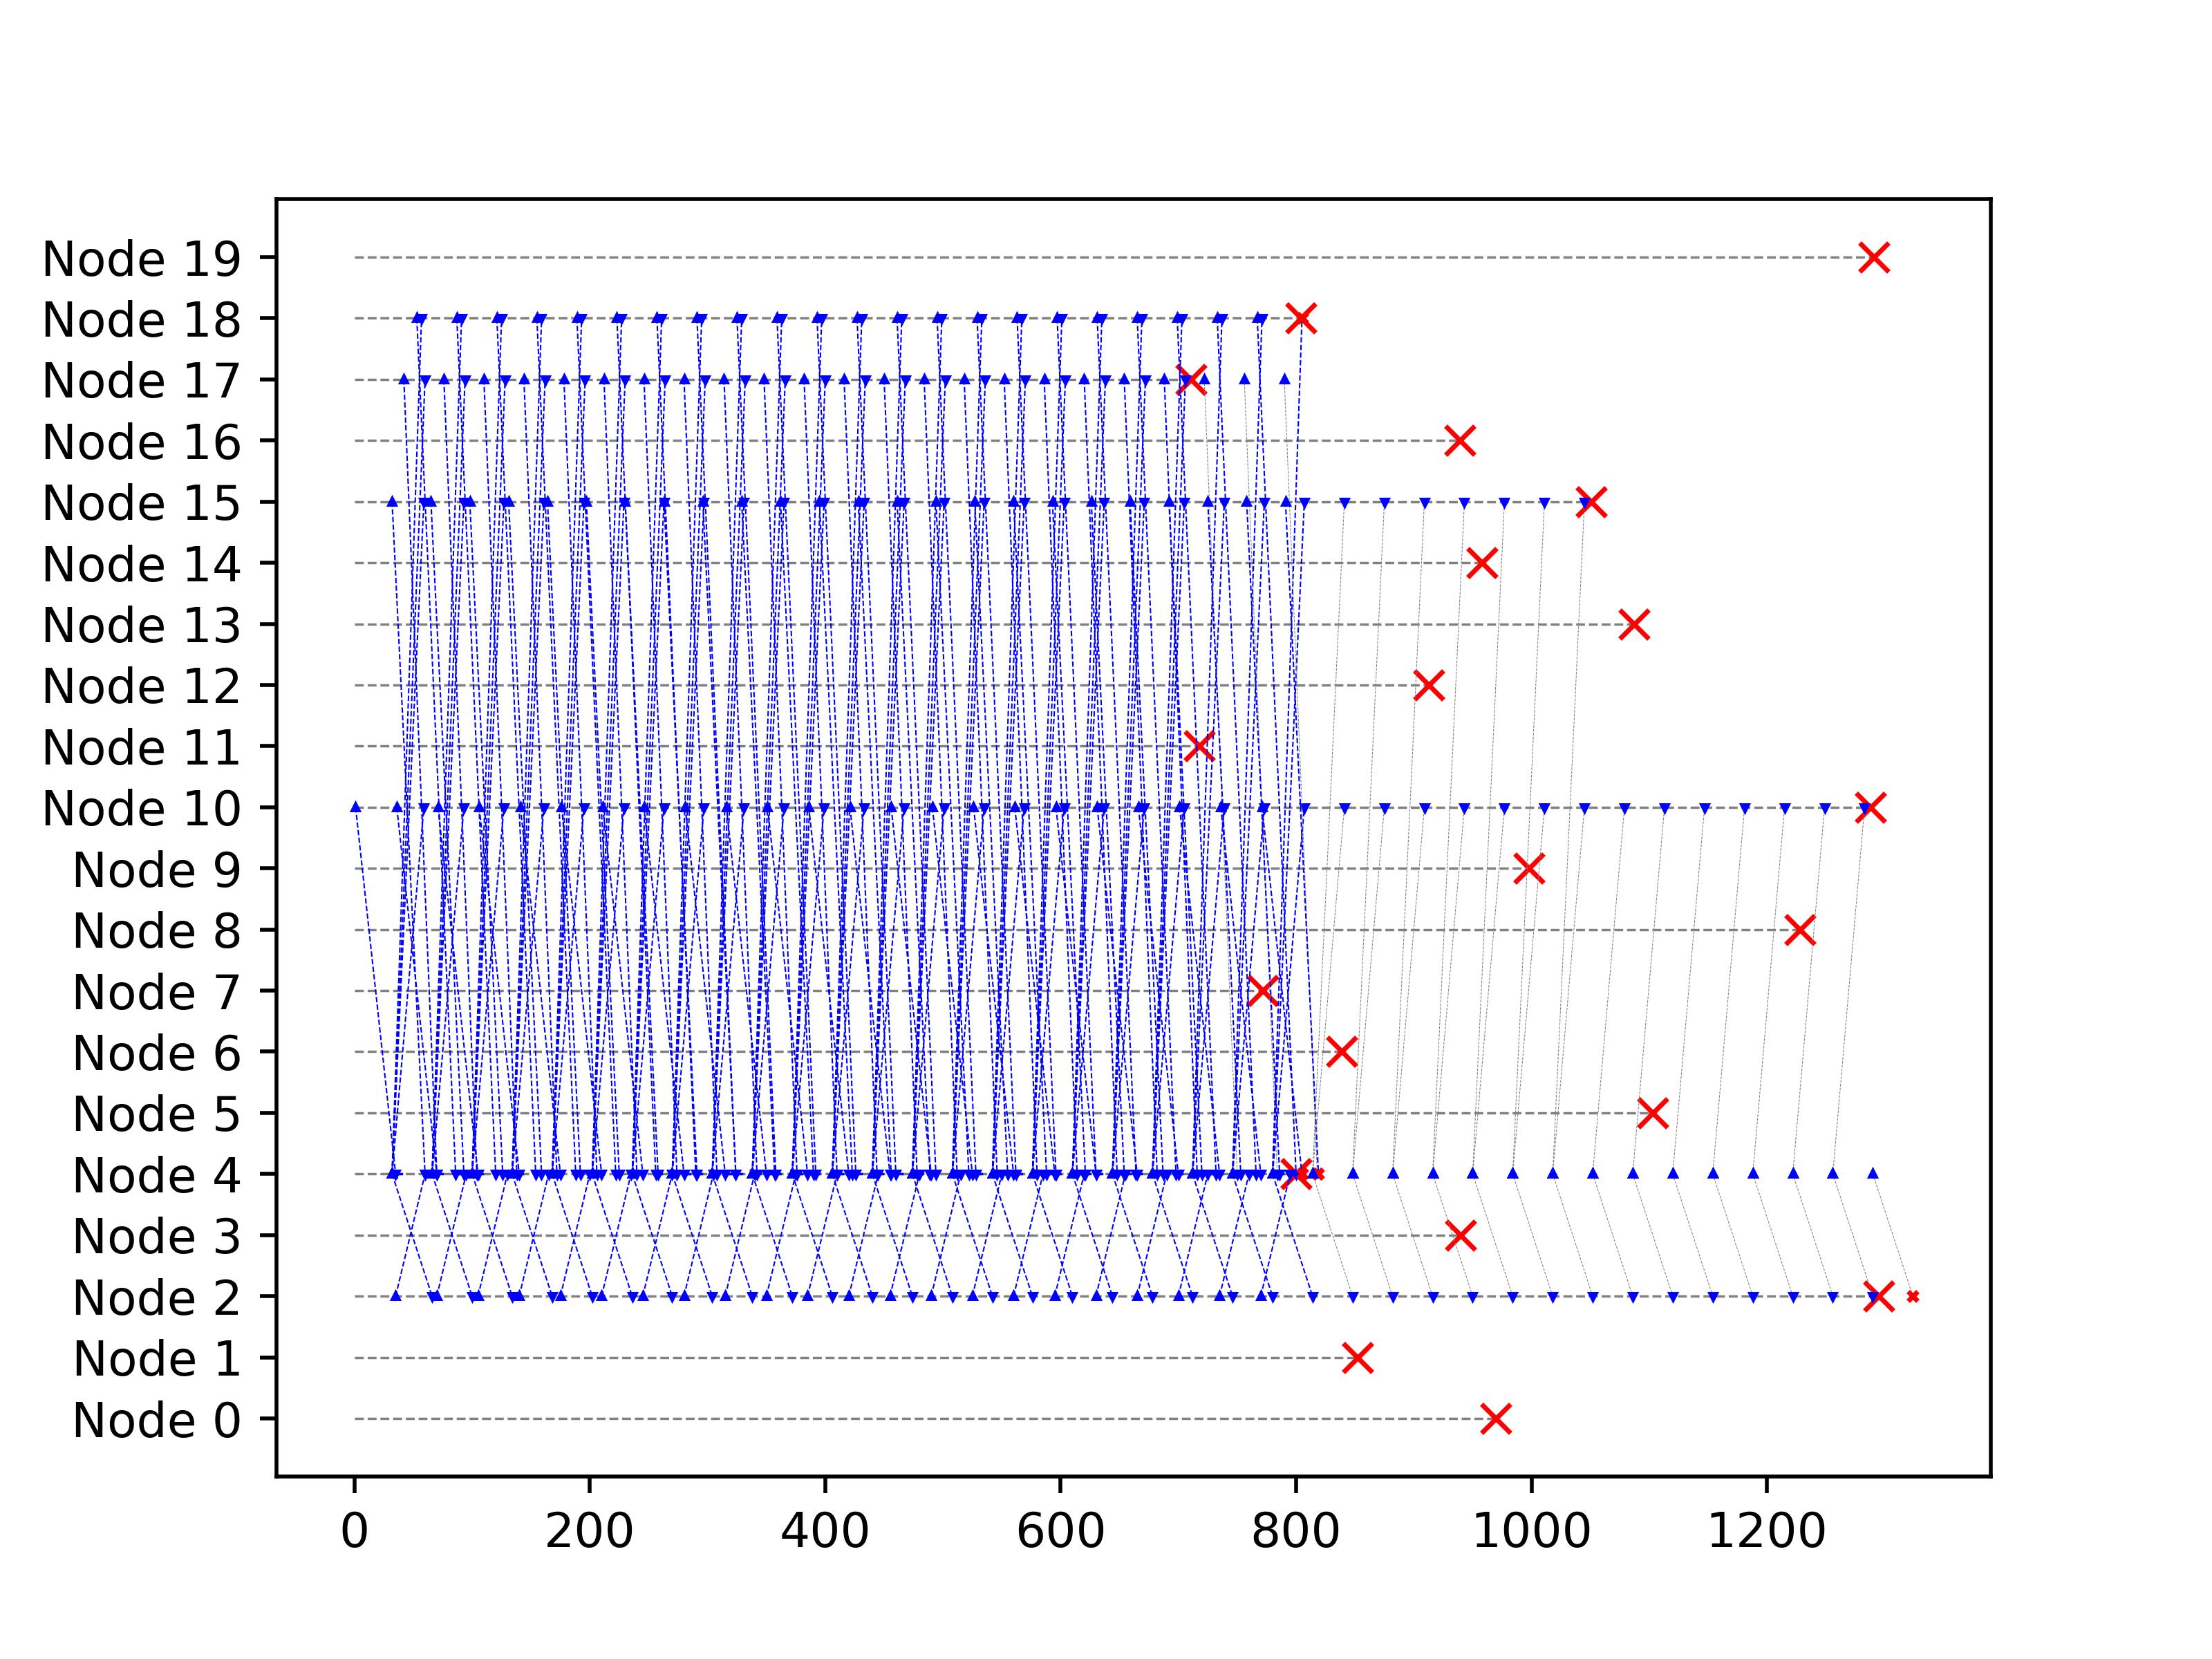 Node 19
Node 18
Node 17
Node 16
Node 15
Node 14
Node 13
Node 12
Node 11
Node 10
Node 9
Node 8
Node 7
Node 6
Node 5
Node 4
Node 3
Node 2
Node 1
Node 0
0 200 400 600 800 1000 1200